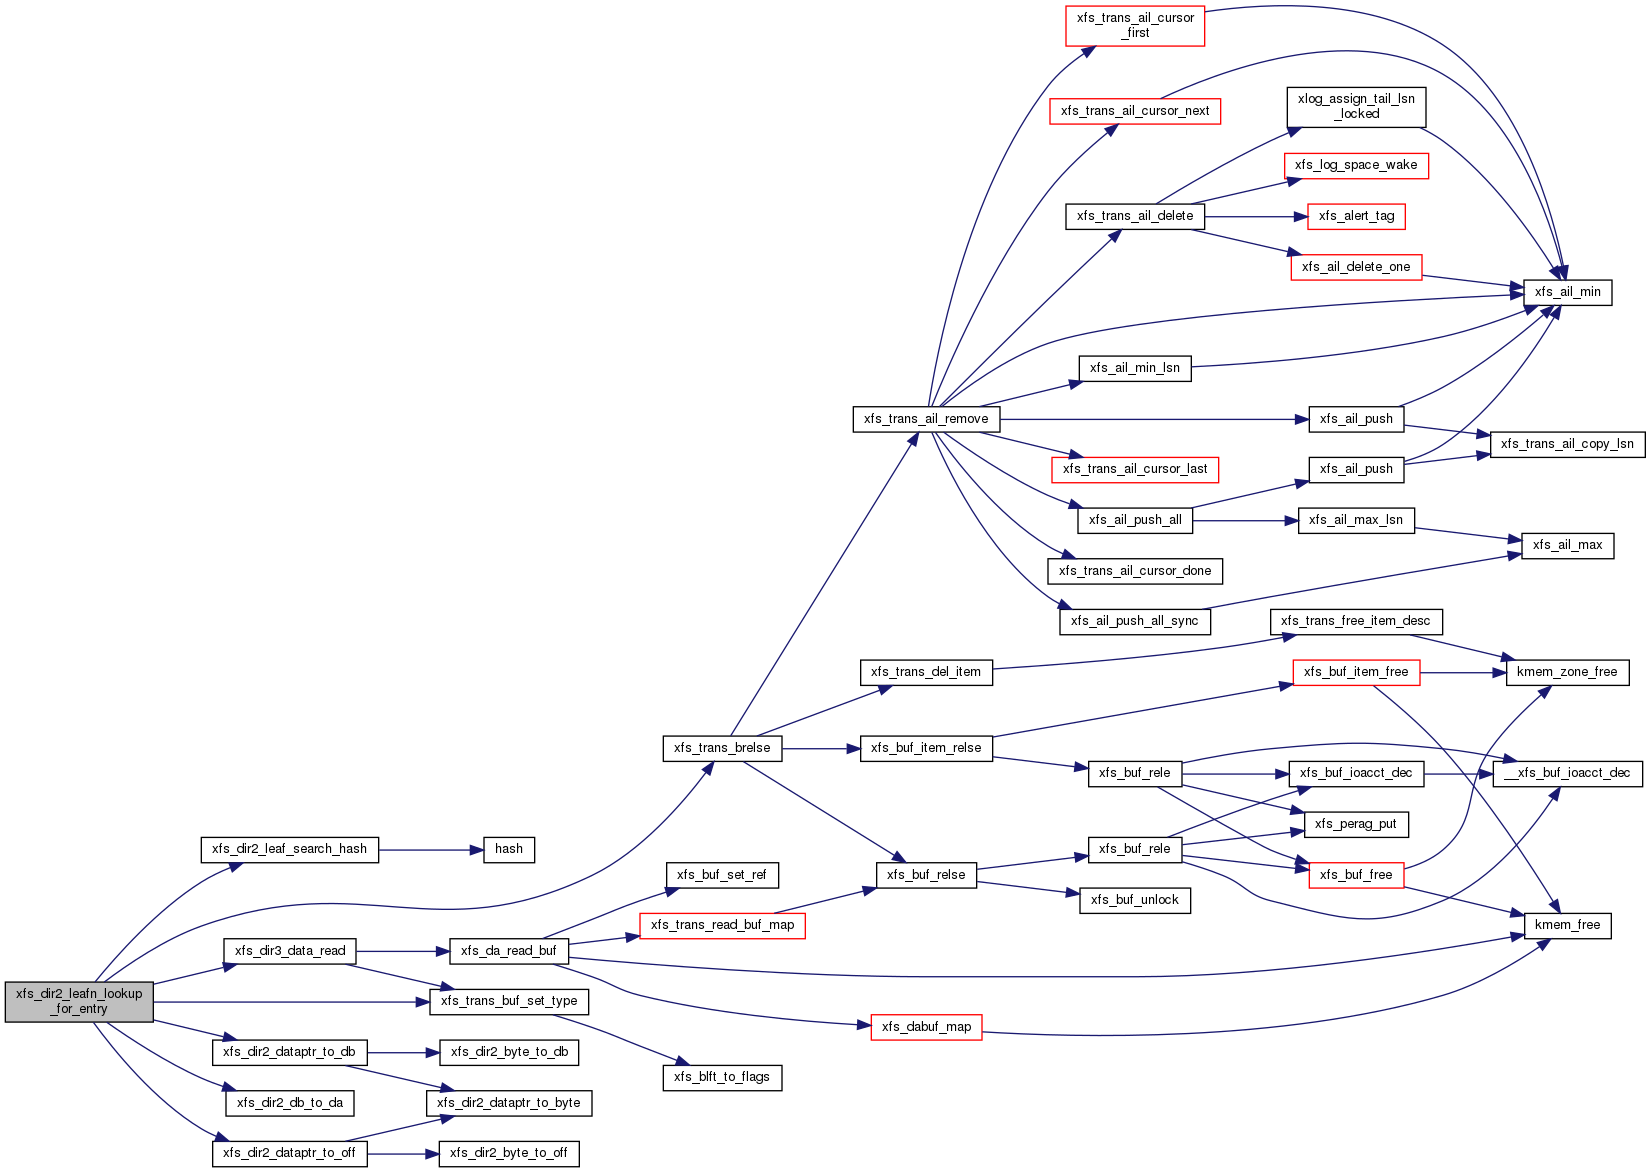 xfs_trans_ail_cursor
_first
xfs_trans_ail_cursor_next
xlog_assign_tail_lsn
_locked
xfs_log_space_wake
xfs_trans_ail_delete
xfs_alert_tag
xfs_ail_delete_one
xfs_ail_min
xfs_ail_min_lsn
xfs_trans_ail_remove
xfs_ail_push
xfs_trans_ail_copy_lsn
xfs_trans_ail_cursor_last
xfs_ail_push
xfs_ail_push_all
xfs_ail_max_lsn
xfs_ail_max
xfs_trans_ail_cursor_done
xfs_ail_push_all_sync
xfs_trans_free_item_desc
xfs_trans_del_item
xfs_buf_item_free
kmem_zone_free
xfs_trans_brelse
xfs_buf_item_relse
xfs_buf_rele
xfs_buf_ioacct_dec
__xfs_buf_ioacct_dec
xfs_perag_put
xfs_dir2_leaf_search_hash
hash
xfs_buf_rele
xfs_buf_set_ref
xfs_buf_relse
xfs_buf_free
xfs_buf_unlock
xfs_trans_read_buf_map
kmem_free
xfs_dir3_data_read
xfs_da_read_buf
xfs_dir2_leafn_lookup
_for_entry
xfs_trans_buf_set_type
xfs_dabuf_map
xfs_dir2_dataptr_to_db
xfs_dir2_byte_to_db
xfs_blft_to_flags
xfs_dir2_db_to_da
xfs_dir2_dataptr_to_byte
xfs_dir2_dataptr_to_off
xfs_dir2_byte_to_off